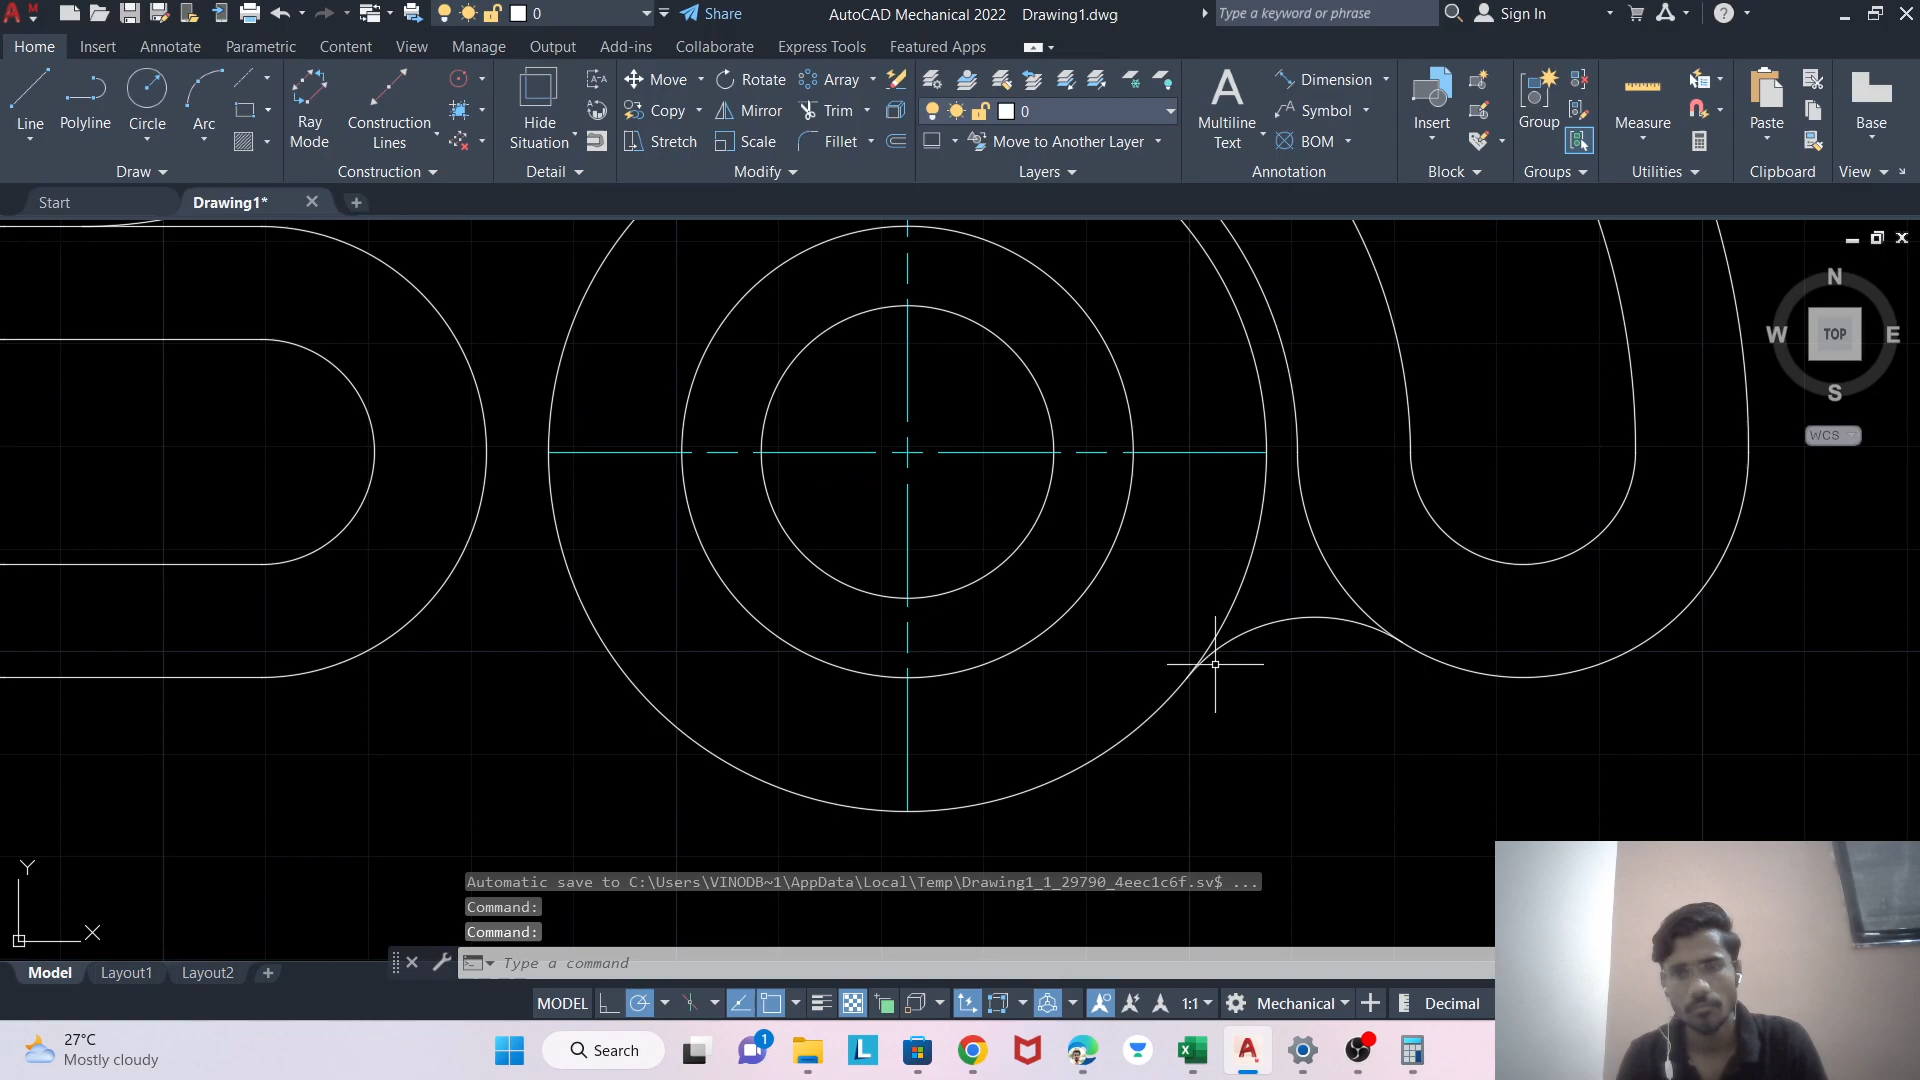 0
Share
AutoCAD Mechanical 2022 Drawing1.dwg
Type a keyword or phrase
Sign In
Home Insert Annotate Parametric Content View Manage Output Add-ins Collaborate Express Tools Featured Apps
Line
Polyline
Circle
Arc
Draw
Ray Mode
Construction Lines
Construction
Hide Situation
Detail
Move Rotate Array
Copy Mirror Trim
Stretch Scale Fillet
Modify
0
Move to Another Layer
Layers
Multiline Text
Dimension
Symbol
BOM
Annotation
Insert
Block
Group
Groups
Measure
Utilities
Paste
Clipboard
Base
View
Start
Drawing1*
N
W TOP E
S
WCS
Y
X
Automatic save to C:\Users\VINODB~1\AppData\Local\Temp\Drawing1_1_29790_4eec1c6f.sv$ ...
Command:
Command:
Type a command
Model Layout1 Layout2
MODEL
1:1
Mechanical
Decimal
27°C
Mostly cloudy
Search
1